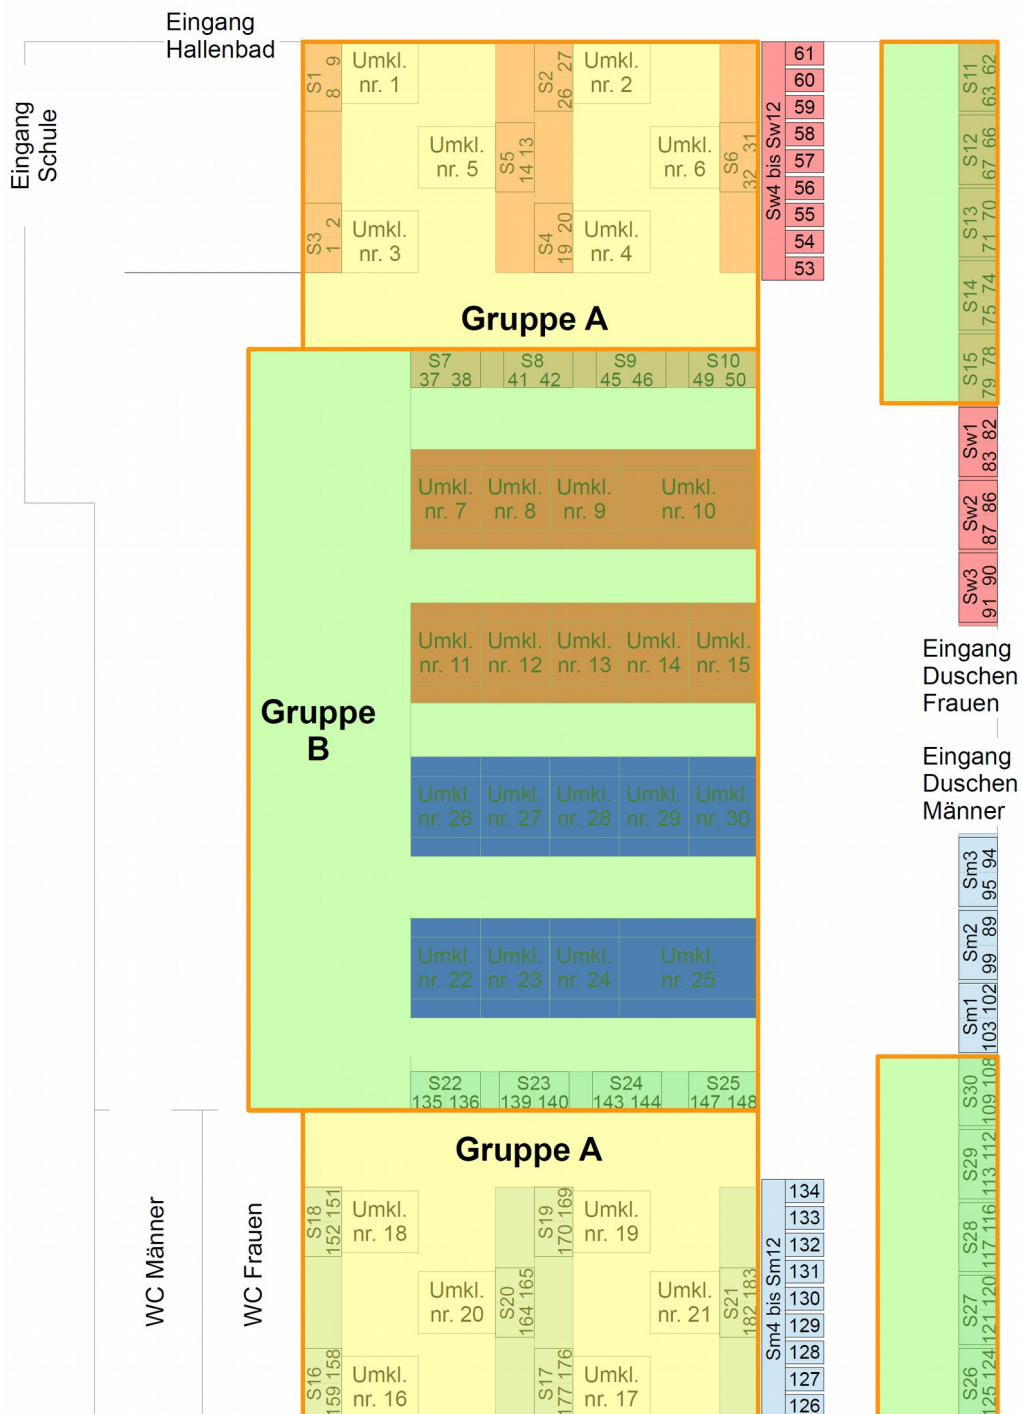 Eingang
Hallenbad
Eingang
Schule
S1
8 9
Umkl.
nr. 1
S2
26 27
Umkl.
nr. 2
Umkl.
nr. 5
S5
14 13
Umkl.
nr. 6
S6
32 31
S3
1 2
Umkl.
nr. 3
S4
19 20
Umkl.
nr. 4
Gruppe A
Sw4 bis Sw12
61
60
59
58
57
56
55
54
53
S11
63 62
S12
67 66
S13
71 70
S14
75 74
S15
79 78
Sw1
83 82
Sw2
87 86
Sw3
91 90
S7
37 38
S8
41 42
S9
45 46
S10
49 50
Umkl.
nr. 7
Umkl.
nr. 8
Umkl.
nr. 9
Umkl.
nr. 10
Umkl.
nr. 11
Umkl.
nr. 12
Umkl.
nr. 13
Umkl.
nr. 14
Umkl.
nr. 15
Gruppe
B
Umkl.
nr. 26
Umkl.
nr. 27
Umkl.
nr. 28
Umkl.
nr. 29
Umkl.
nr. 30
Umkl.
nr. 22
Umkl.
nr. 23
Umkl.
nr. 24
Umkl.
nr. 25
S22
135 136
S23
139 140
S24
143 144
S25
147 148
Eingang
Duschen
Frauen
Eingang
Duschen
Männer
Sm3
95 94
Sm2
99 89
Sm1
103 102
S30
109 108
S29
113 112
S28
117 116
S27
121 120
S26
125 124
Gruppe A
WC Männer
WC Frauen
S18
152 151
Umkl.
nr. 18
S19
170 169
Umkl.
nr. 19
Umkl.
nr. 20
S20
164 165
Umkl.
nr. 21
S21
182 183
S16
159 158
Umkl.
nr. 16
S17
177 176
Umkl.
nr. 17
Sm4 bis Sm12
134
133
132
131
130
129
128
127
126